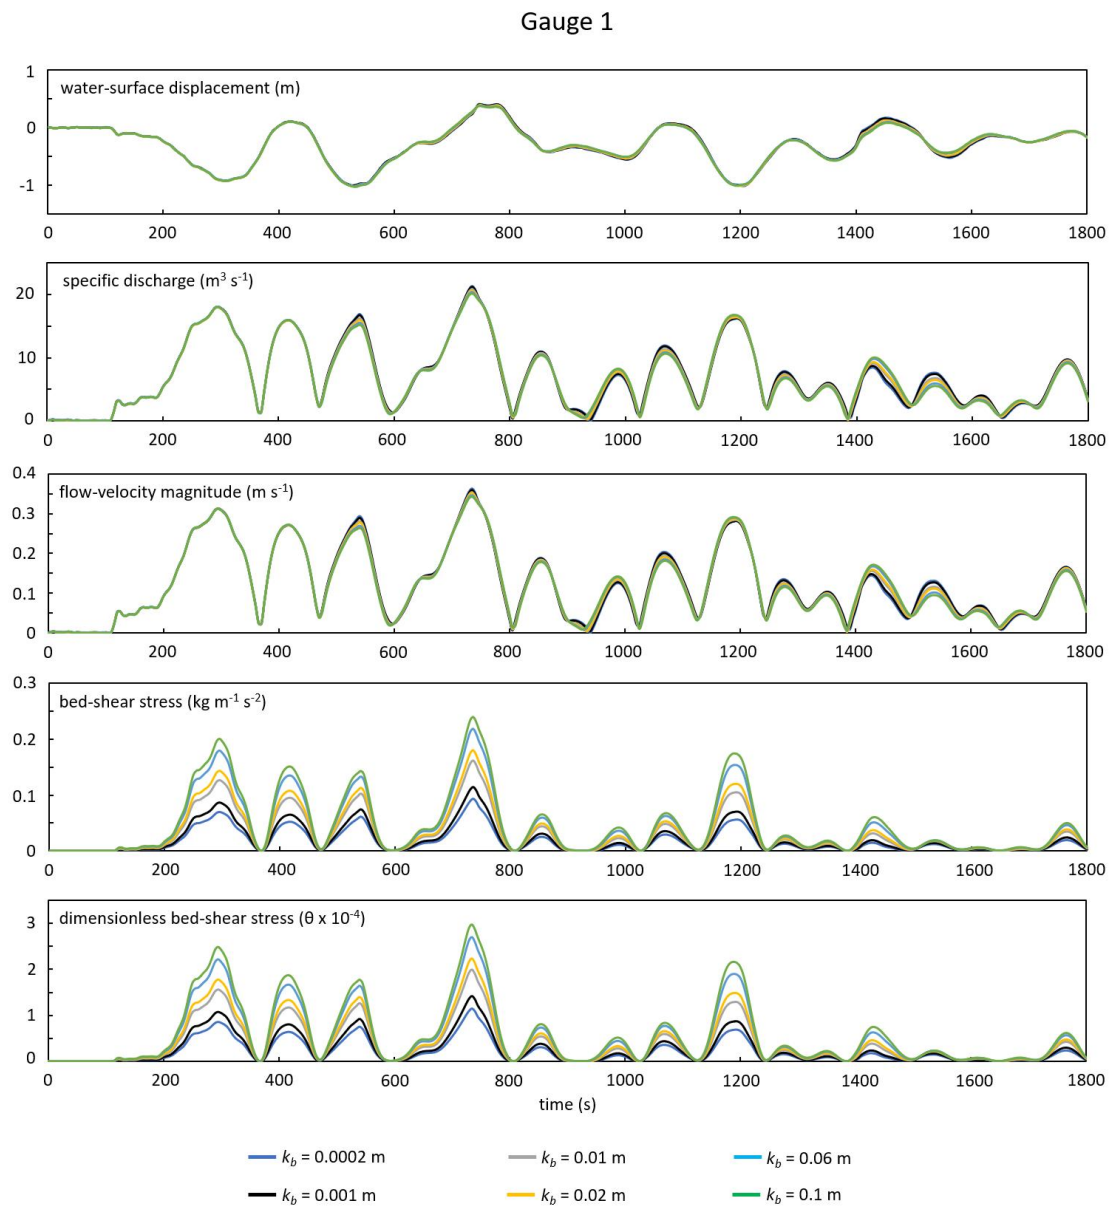 Gauge 1
1
water-surface displacement (m)
0
-1
0 200 400 600 800 1000 1200 1400 1600 1800
specific discharge (m³ s⁻¹)
20
10
0
0 200 400 600 800 1000 1200 1400 1600 1800
0.4
flow-velocity magnitude (m s⁻¹)
0.3
0.2
0.1
0
0 200 400 600 800 1000 1200 1400 1600 1800
0.3
bed-shear stress (kg m⁻¹ s⁻²)
0.2
0.1
0
0 200 400 600 800 1000 1200 1400 1600 1800
dimensionless bed-shear stress (θ x 10⁻⁴)
3
2
1
0
0 200 400 600 800 1000 1200 1400 1600 1800
time (s)
k_b = 0.0002 m k_b = 0.01 m k_b = 0.06 m
k_b = 0.001 m k_b = 0.02 m k_b = 0.1 m